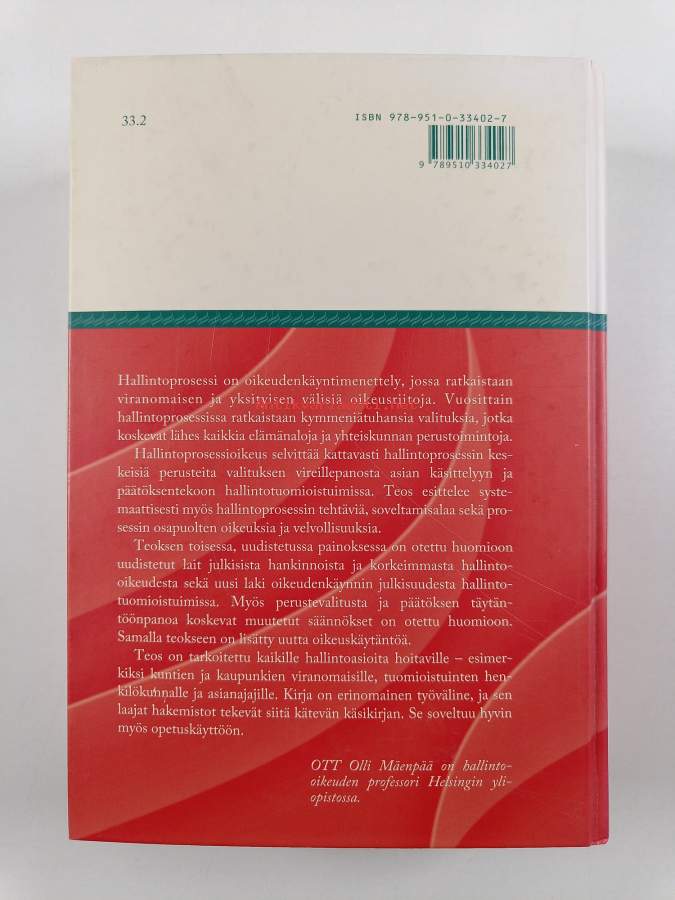 33.2
ISBN 978-951-0-33402-7
9 789510 334027
Hallintoprosessi on oikeudenkäyntimenettely, jossa ratkaistaan
viranomaisen ja yksityisen välisiä oikeusriitoja. Vuosittain
hallintoprosessissa ratkaistaan kymmeniätuhansia valituksia, jotka
koskevat lähes kaikkia elämänaloja ja yhteiskunnan perustoimintoja.
Hallintoprosessioikeus selvittää kattavasti hallintoprosessin kes-
keisiä perusteita valituksen vireillepanosta asian käsittelyyn ja
päätöksentekoon hallintotuomioistuimissa. Teos esittelee syste-
maattisesti myös hallintoprosessin tehtäviä, soveltamisalaa sekä pro-
sessin osapuolten oikeuksia ja velvollisuuksia.
Teoksen toisessa, uudistetussa painoksessa on otettu huomioon
uudistetut lait julkisista hankinnoista ja korkeimmasta hallinto-
oikeudesta sekä uusi laki oikeudenkäynnin julkisuudesta hallinto-
tuomioistuimissa. Myös perustevalitusta ja päätöksen täytän-
töönpanoa koskevat muutetut säännökset on otettu huomioon.
Samalla teokseen on lisätty uutta oikeuskäytäntöä.
Teos on tarkoitettu kaikille hallintoasioita hoitaville – esimer-
kiksi kuntien ja kaupunkien viranomaisille, tuomioistuinten hen-
kilökunnalle ja asianajajille. Kirja on erinomainen työväline, ja sen
laajat hakemistot tekevät siitä kätevän käsikirjan. Se soveltuu hyvin
myös opetuskäyttöön.
OTT Olli Mäenpää on hallinto-
oikeuden professori Helsingin yli-
opistossa.